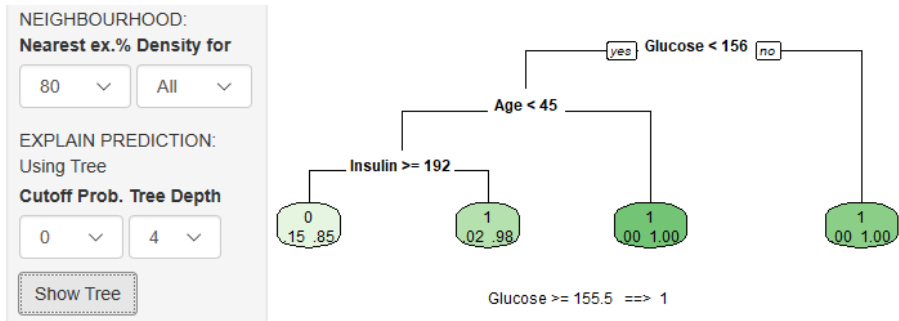 NEIGHBOURHOOD:
Nearest ex.% Density for
80 All
EXPLAIN PREDICTION:
Using Tree
Cutoff Prob. Tree Depth
0 4
Show Tree
yes Glucose < 156 no
Age < 45
Insulin >= 192
0
.15 .85
1
.02 .98
1
.00 1.00
1
.00 1.00
Glucose >= 155.5 ==> 1